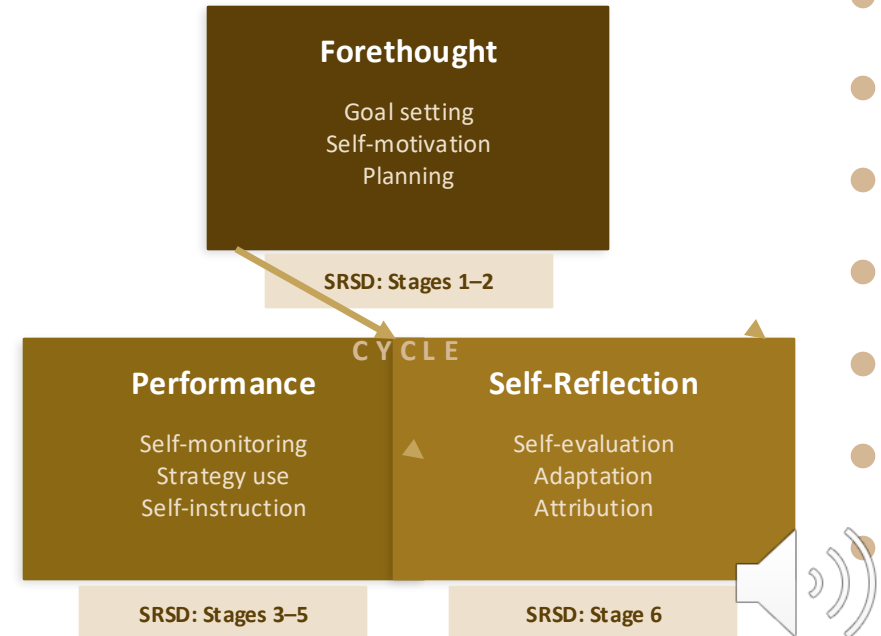 Forethought
Goal setting
Self-motivation
Planning
SRSD: Stages 1–2
CYCLE
Performance
Self-monitoring
Strategy use
Self-instruction
SRSD: Stages 3–5
Self-Reflection
Self-evaluation
Adaptation
Attribution
SRSD: Stage 6